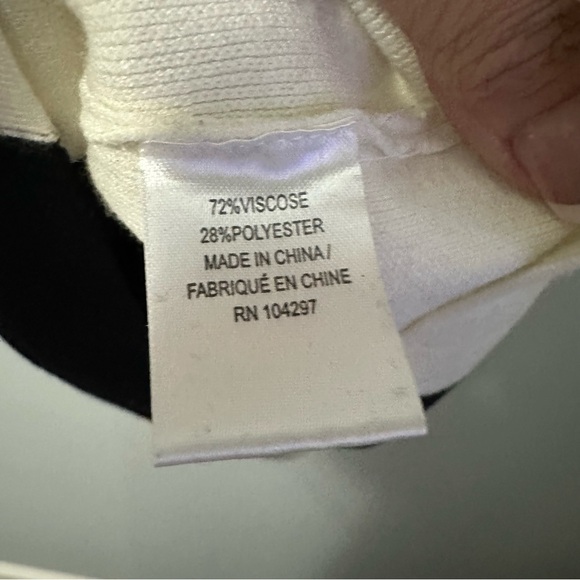 72%VISCOSE
28%POLYESTER
MADE IN CHINA/
FABRIQUÉ EN CHINE
RN 104297